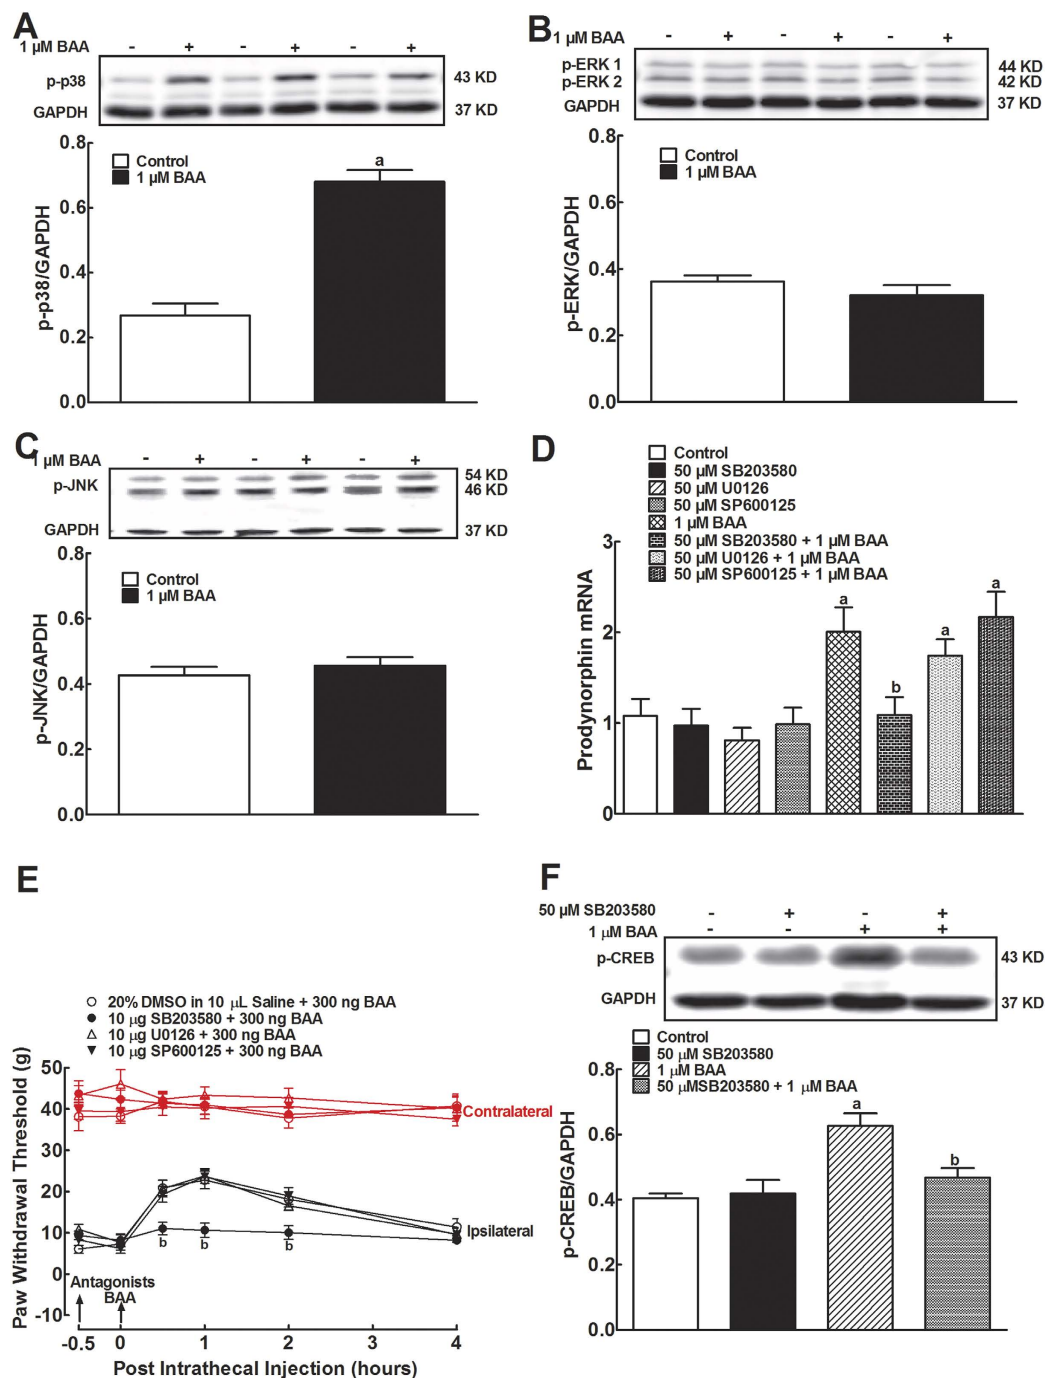 A
1 µM BAA - + - + - +
p-p38 43 KD
GAPDH 37 KD
0.8
0.6
0.4
0.2
0.0
p-p38/GAPDH
Control
1 µM BAA
a
B
1 µM BAA - + - + - +
p-ERK 1 44 KD
p-ERK 2 42 KD
GAPDH 37 KD
0.8
0.6
0.4
0.2
0.0
p-ERK/GAPDH
Control
1 µM BAA
C
1 µM BAA - + - + - +
54 KD
p-JNK 46 KD
GAPDH 37 KD
0.8
0.6
0.4
0.2
0.0
p-JNK/GAPDH
Control
1 µM BAA
D
Control
50 µM SB203580
50 µM U0126
50 µM SP600125
1 µM BAA
50 µM SB203580 + 1 µM BAA
50 µM U0126 + 1 µM BAA
50 µM SP600125 + 1 µM BAA
3
2
1
0
Prodynorphin mRNA
a
b
a
a
E
20% DMSO in 10 µL Saline + 300 ng BAA
10 µg SB203580 + 300 ng BAA
10 µg U0126 + 300 ng BAA
10 µg SP600125 + 300 ng BAA
50
40
30
20
10
0
-10
Paw Withdrawal Threshold (g)
Contralateral
Ipsilateral
b b b
Antagonists
BAA
-0.5 0 1 2 3 4
Post Intrathecal Injection (hours)
F
50 µM SB203580 - + - +
1 µM BAA - - + +
p-CREB 43 KD
GAPDH 37 KD
Control
50 µM SB203580
1 µM BAA
50 µMSB203580 + 1 µM BAA
0.8
0.6
0.4
0.2
0.0
p-CREB/GAPDH
a
b